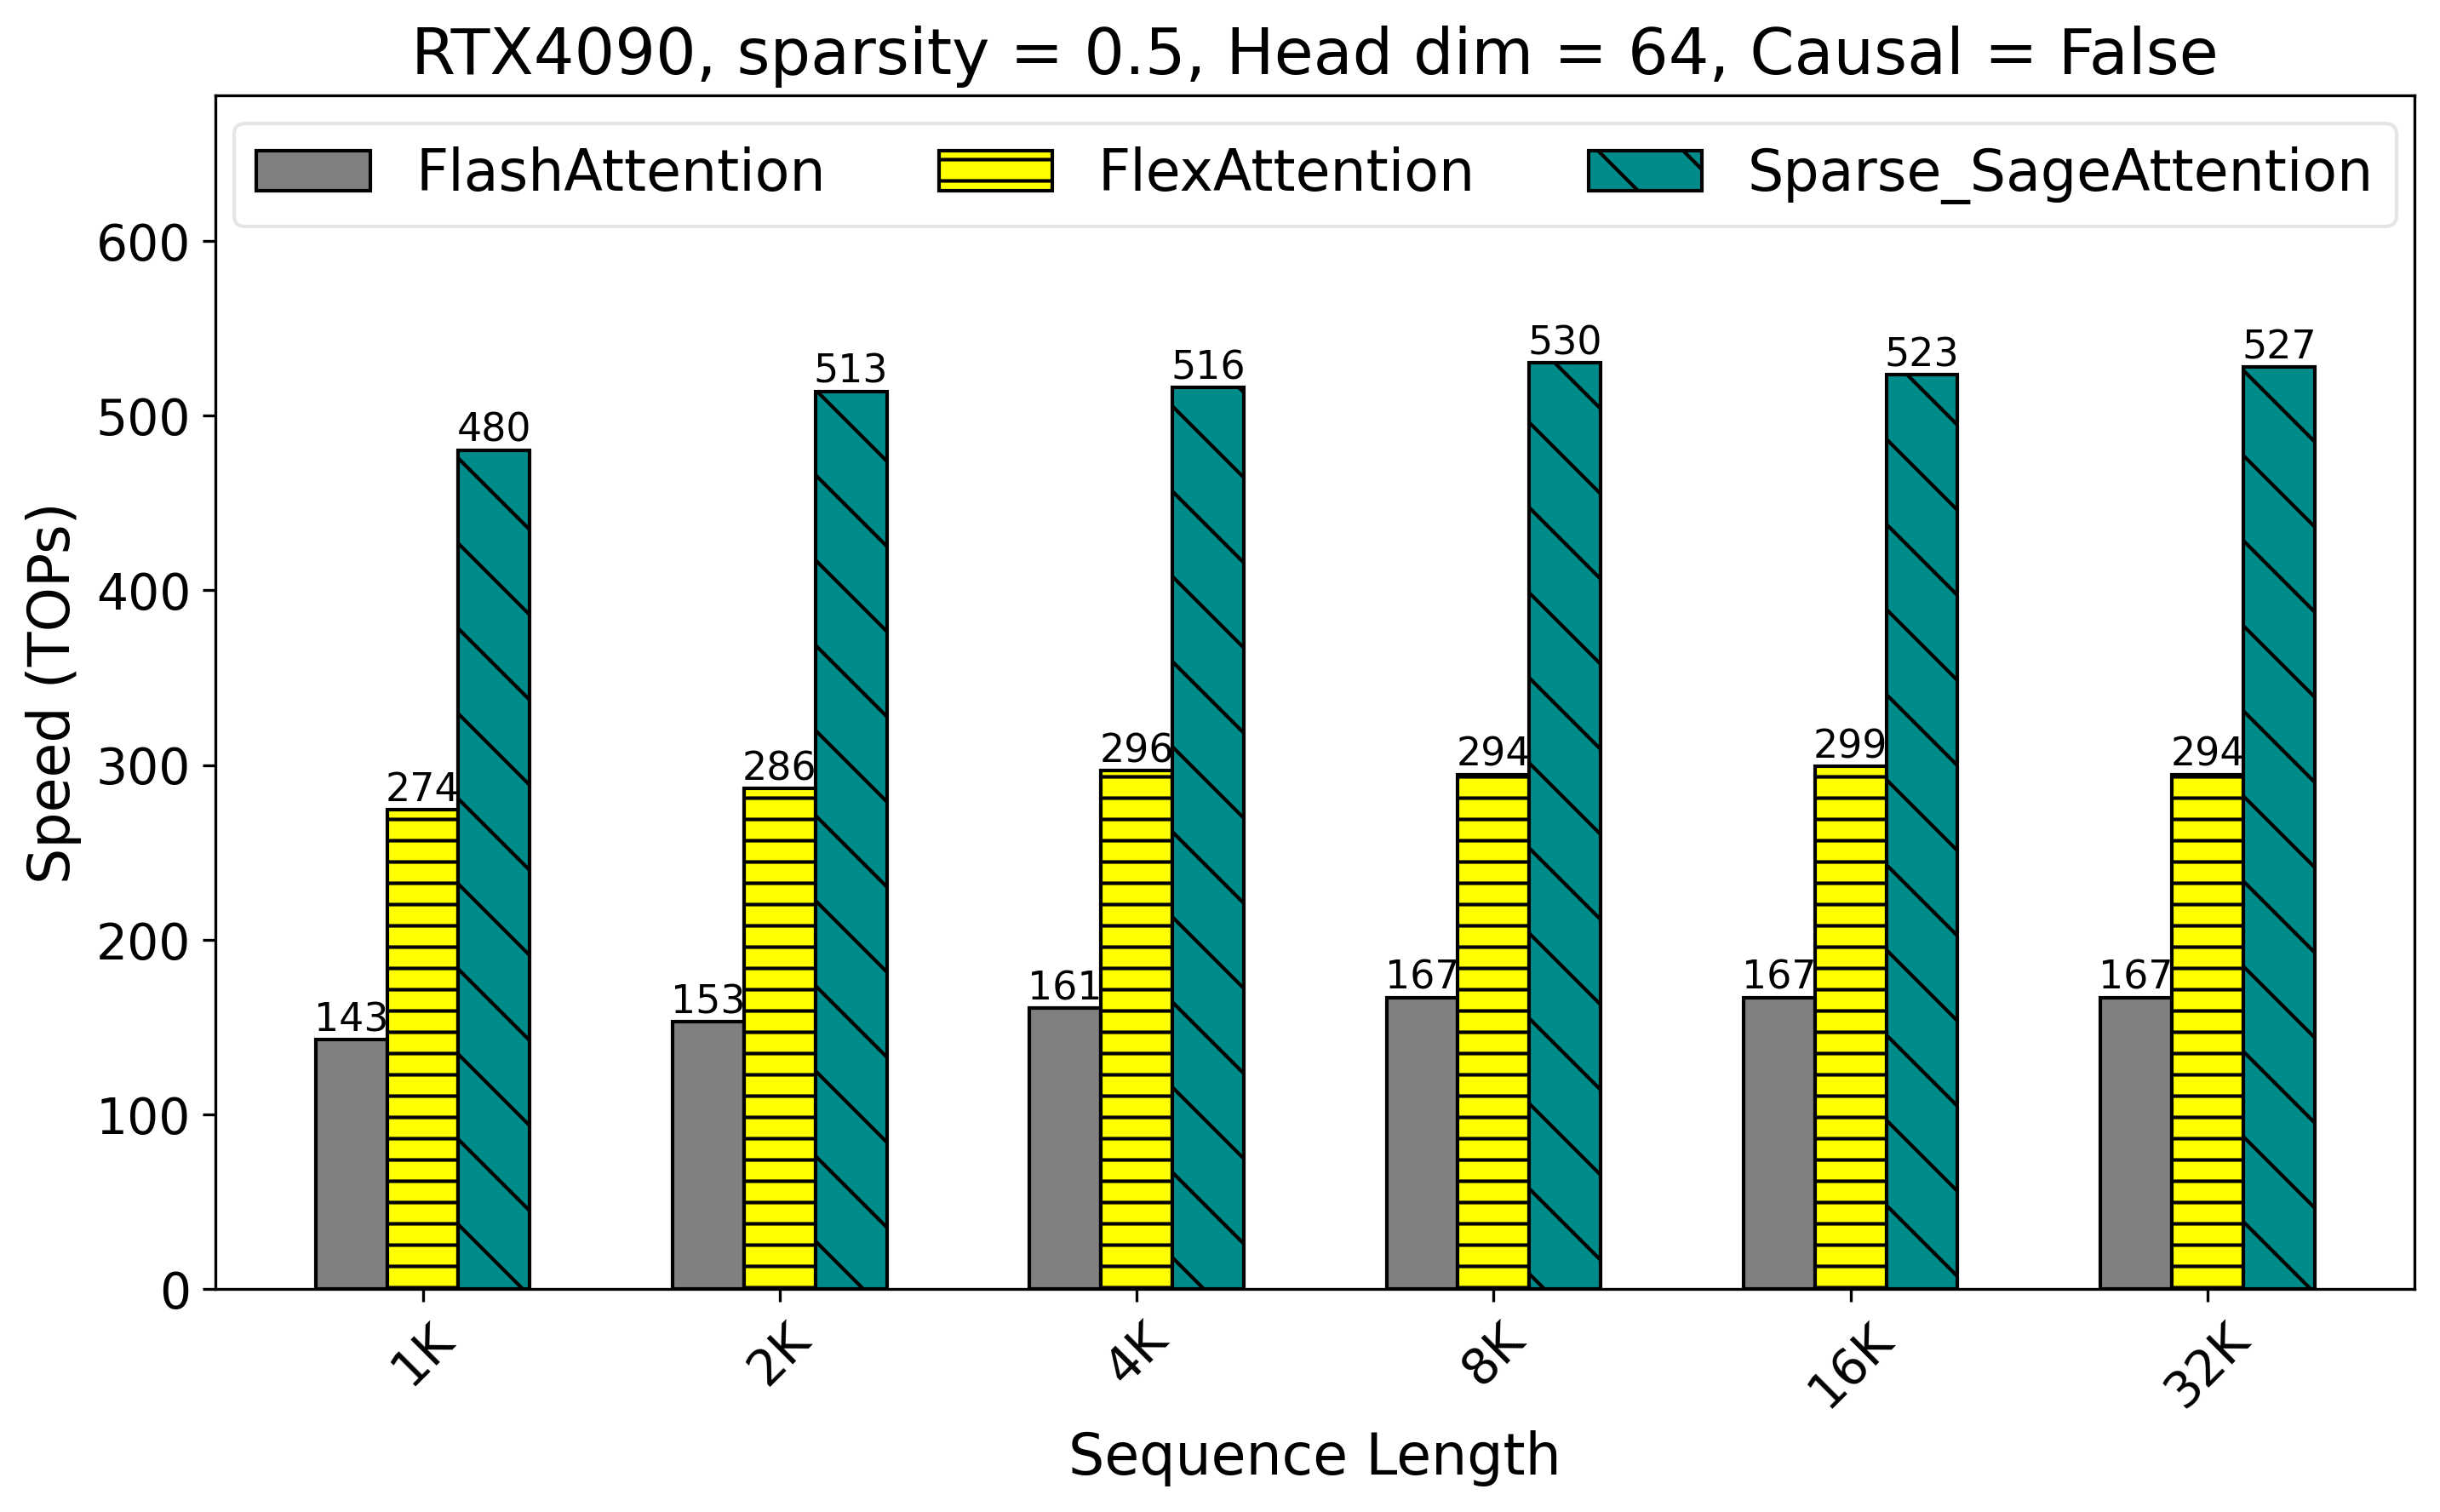 RTX4090, sparsity = 0.5, Head dim = 64, Causal = False
FlashAttention FlexAttention Sparse_SageAttention
Speed (TOPs)
600
500
400
300
200
100
0
143 274 480
153 286 513
161 296 516
167 294 530
167 299 523
167 294 527
1K 2K 4K 8K 16K 32K
Sequence Length